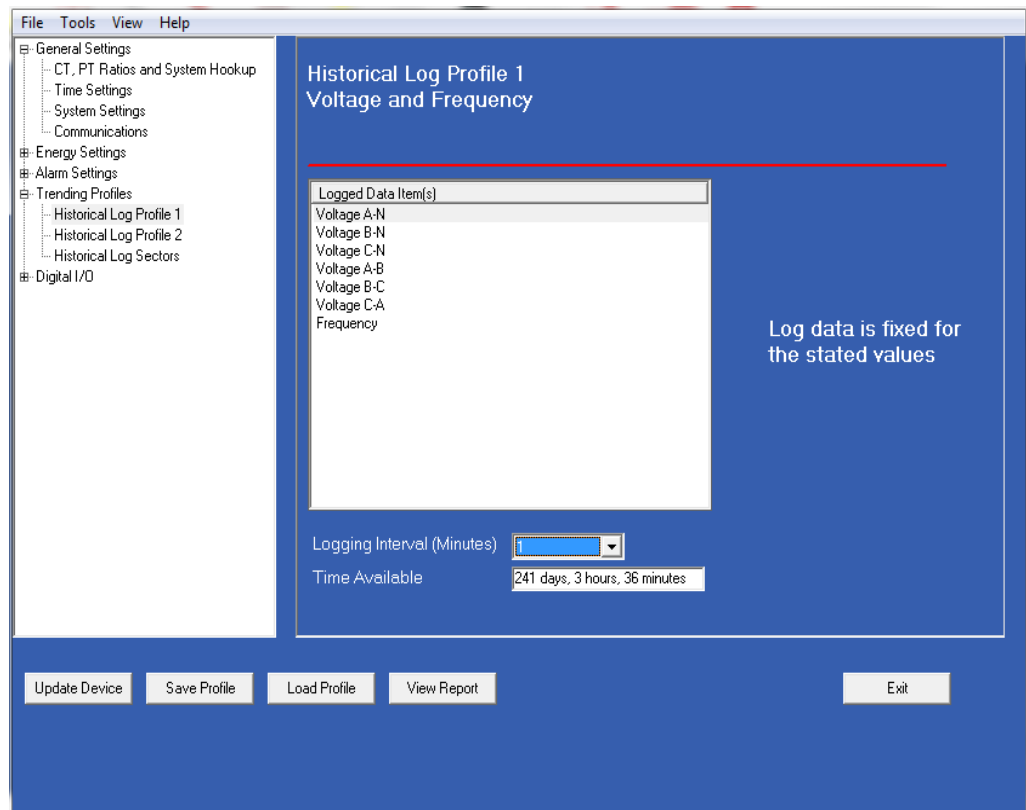 File Tools View Help
General Settings
CT, PT Ratios and System Hookup
Time Settings
System Settings
Communications
Energy Settings
Alarm Settings
Trending Profiles
Historical Log Profile 1
Historical Log Profile 2
Historical Log Sectors
Digital I/O
Historical Log Profile 1
Voltage and Frequency
Logged Data Item(s)
Voltage A-N
Voltage B-N
Voltage C-N
Voltage A-B
Voltage B-C
Voltage C-A
Frequency
Log data is fixed for
the stated values
Logging Interval (Minutes) 1
Time Available 241 days, 3 hours, 36 minutes
Update Device Save Profile Load Profile View Report Exit